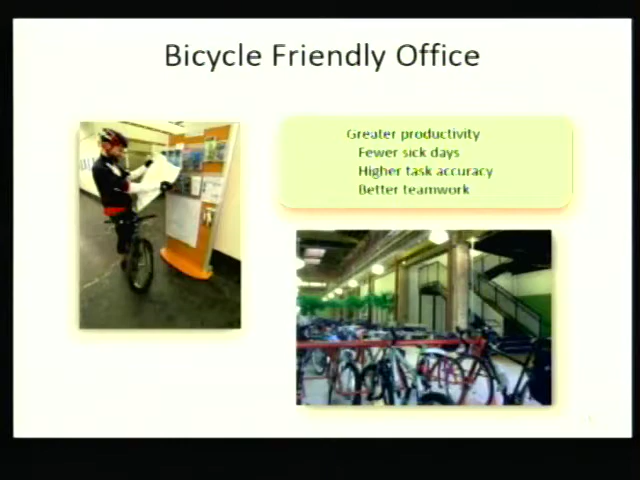 Bicycle Friendly Office
Greater productivity
Fewer sick days
Higher task accuracy
Better teamwork